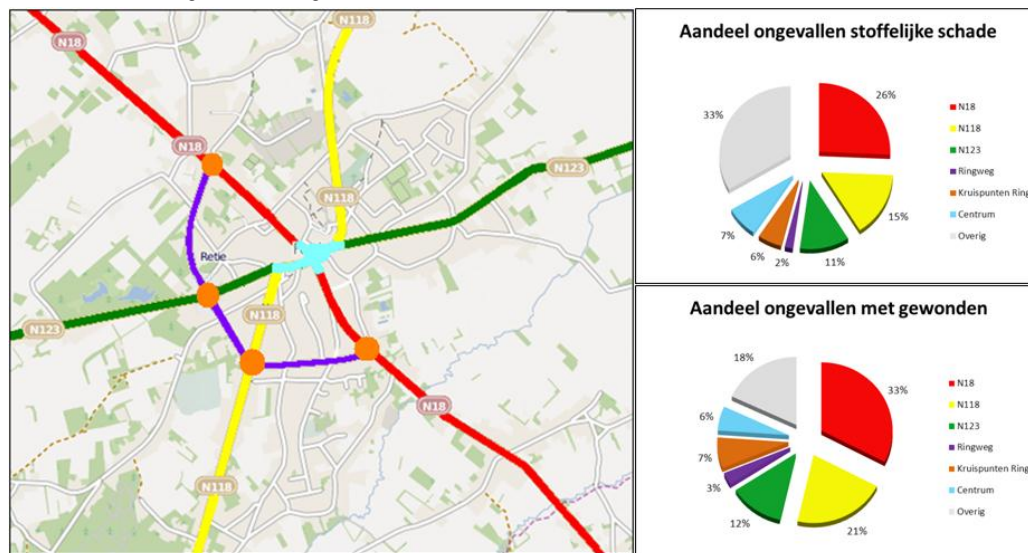 N18
N118
N18
N118
N123
Retie
N123
N118
N18
N118
Aandeel ongevallen stoffelijke schade
33%
26%
15%
11%
2%
6%
7%
N18
N118
N123
Ringweg
Kruispunten Ring
Centrum
Overig
Aandeel ongevallen met gewonden
18%
33%
6%
7%
3%
12%
21%
N18
N118
N123
Ringweg
Kruispunten Ring
Centrum
Overig